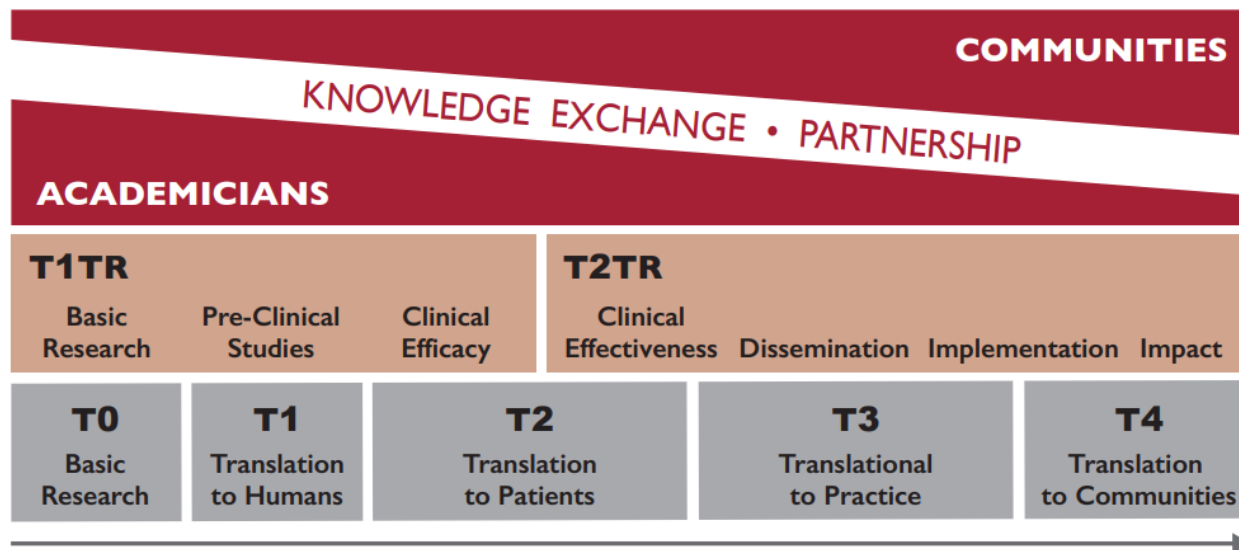 COMMUNITIES
KNOWLEDGE EXCHANGE • PARTNERSHIP
ACADEMICIANS
T1TR
Basic
Research
Pre-Clinical
Studies
Clinical
Efficacy
T2TR
Clinical
Effectiveness
Dissemination
Implementation
Impact
T0
Basic
Research
T1
Translation
to Humans
T2
Translation
to Patients
T3
Translational
to Practice
T4
Translation
to Communities